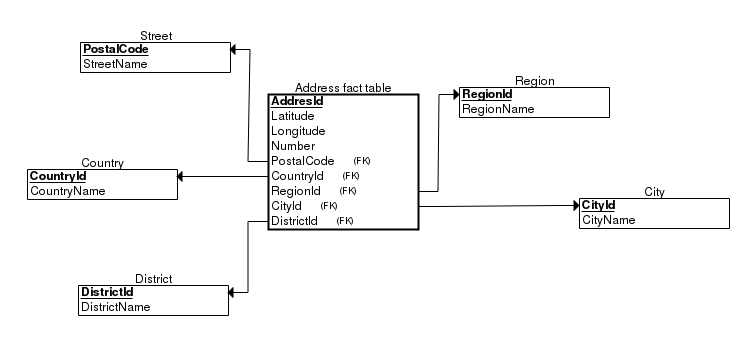 Street
PostalCode
StreetName
Address fact table
AddresId
Latitude
Longitude
Number
PostalCode (FK)
CountryId (FK)
RegionId (FK)
CityId (FK)
DistrictId (FK)
Region
RegionId
RegionName
Country
CountryId
CountryName
City
CityId
CityName
District
DistrictId
DistrictName